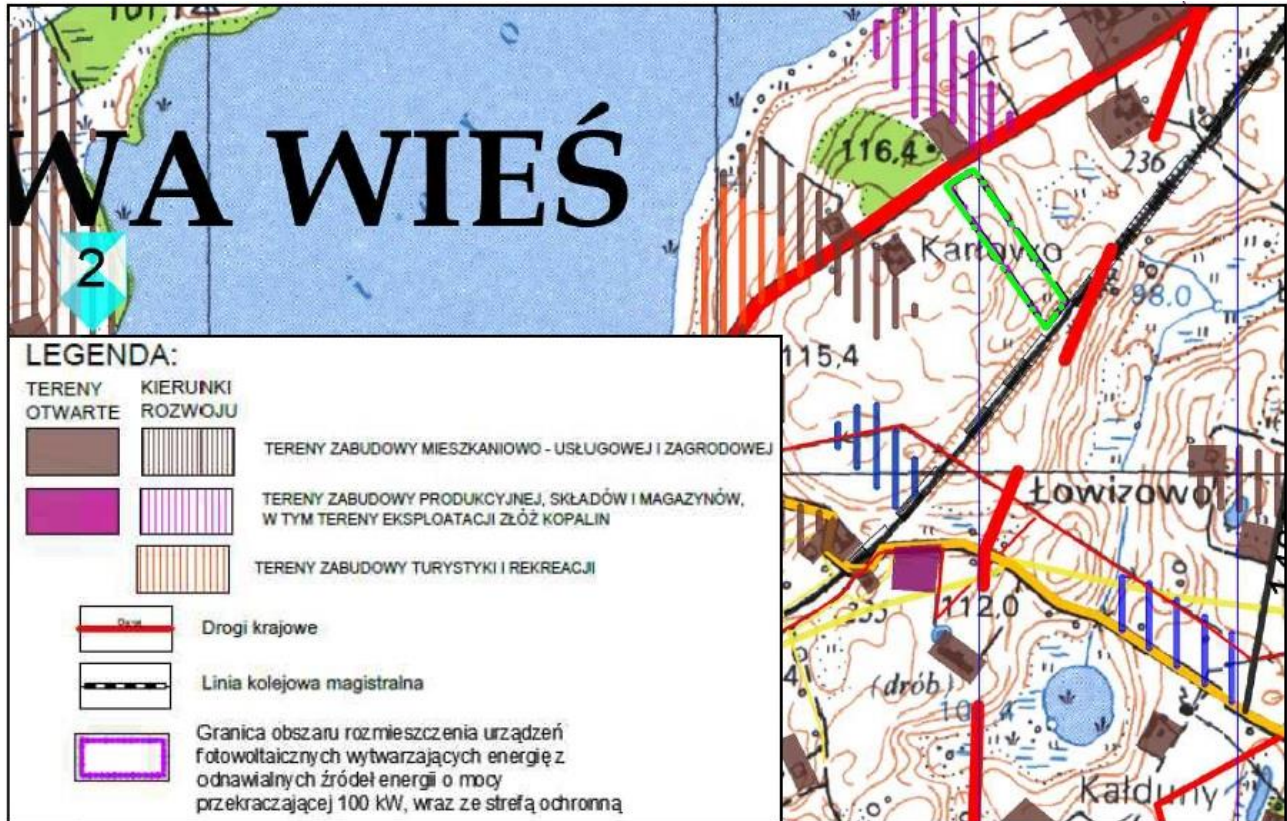 WA WIEŚ
2
116,4
236
Karłowo
98.0
115,4
Łowizowo
112,0
(drób)
Kałduny
LEGENDA:
TERENY OTWARTE
KIERUNKI ROZWOJU
TERENY ZABUDOWY MIESZKANIOWO - USŁUGOWEJ I ZAGRODOWEJ
TERENY ZABUDOWY PRODUKCYJNEJ, SKŁADÓW I MAGAZYNÓW,
W TYM TERENY EKSPLOATACJI ZŁÓŻ KOPALIN
TERENY ZABUDOWY TURYSTYKI I REKREACJI
Drogi krajowe
Linia kolejowa magistralna
Granica obszaru rozmieszczenia urządzeń
fotowoltaicznych wytwarzających energię z
odnawialnych źródeł energii o mocy
przekraczającej 100 kW, wraz ze strefą ochronną